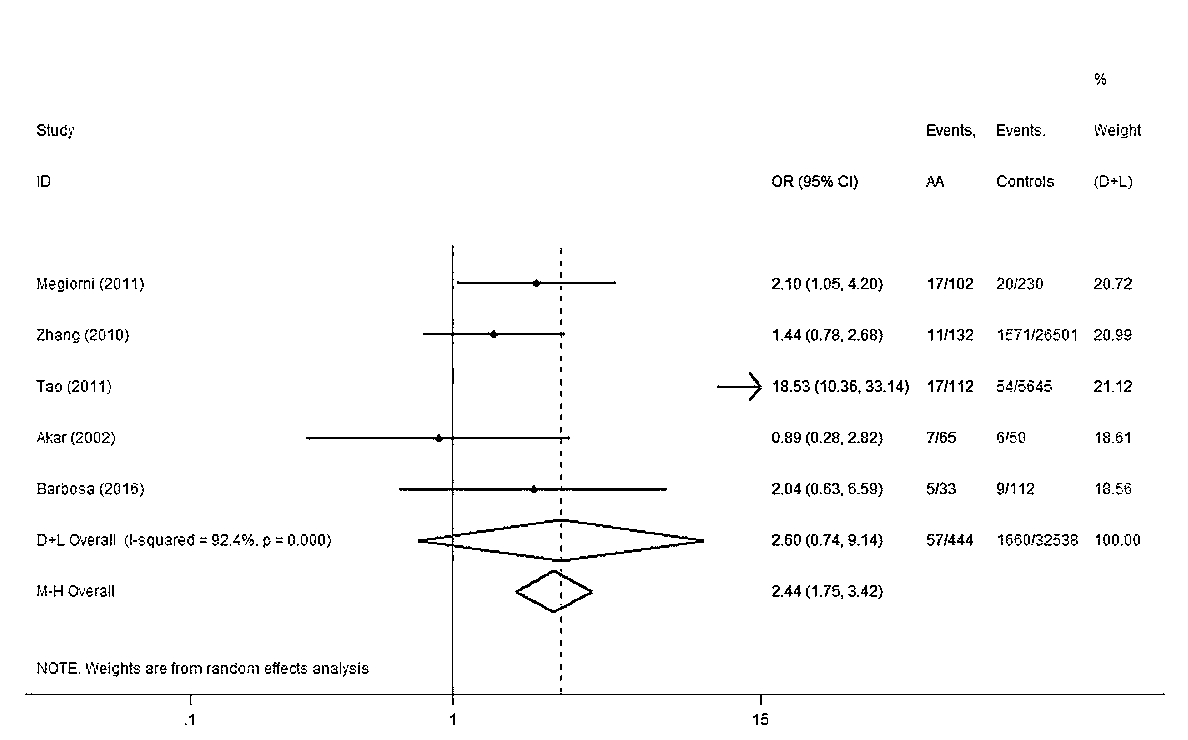 %
Study Events, Events, Weight
ID OR (95% CI) AA Controls (D+L)
Megiorni (2011) 2.10 (1.05, 4.20) 17/102 20/230 20.72
Zhang (2010) 1.44 (0.78, 2.68) 11/132 1571/26501 20.99
Tao (2011) 18.53 (10.36, 33.14) 17/112 54/5645 21.12
Akar (2002) 0.89 (0.28, 2.82) 7/65 6/50 18.61
Barbosa (2016) 2.04 (0.63, 6.59) 5/33 9/112 18.56
D+L Overall (I-squared = 92.4%, p = 0.000) 2.60 (0.74, 9.14) 57/444 1660/32538 100.00
M-H Overall 2.44 (1.75, 3.42)
NOTE: Weights are from random effects analysis
.1 1 15